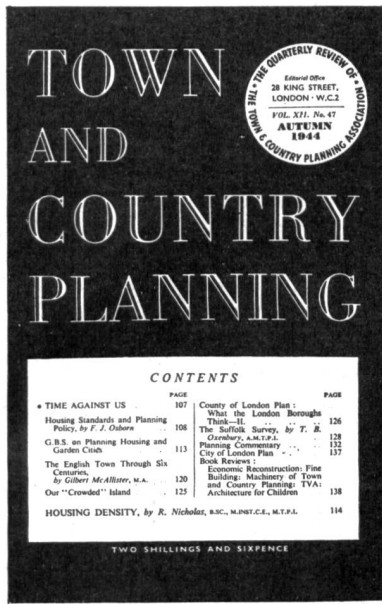 TOWN
AND
COUNTRY
PLANNING
· THE QUARTERLY REVIEW OF ·
THE TOWN & COUNTRY PLANNING ASSOCIATION
Editorial Office
28 KING STREET,
LONDON · W.C.2
VOL. XII. No. 47
AUTUMN
1944
CONTENTS
PAGE
TIME AGAINST US . 107
Housing Standards and Planning
Policy, by F. J. Osborn . 108
G.B.S. on Planning Housing and
Garden Cities . 113
The English Town Through Six
Centuries,
by Gilbert McAllister, M.A. . 120
Our "Crowded" Island . 125
PAGE
County of London Plan :
What the London Boroughs
Think—II. .. .. .. 126
The Suffolk Survey, by T. B.
Oxenbury, A.M.T.P.I. . 128
Planning Commentary .. . 132
City of London Plan - . 137
Book Reviews :
Economic Reconstruction: Fine
Building: Machinery of Town
and Country Planning: TVA:
Architecture for Children 138
HOUSING DENSITY, by R. Nicholas, B.SC., M.INST.C.E., M.T.P.I. 114
TWO SHILLINGS AND SIXPENCE